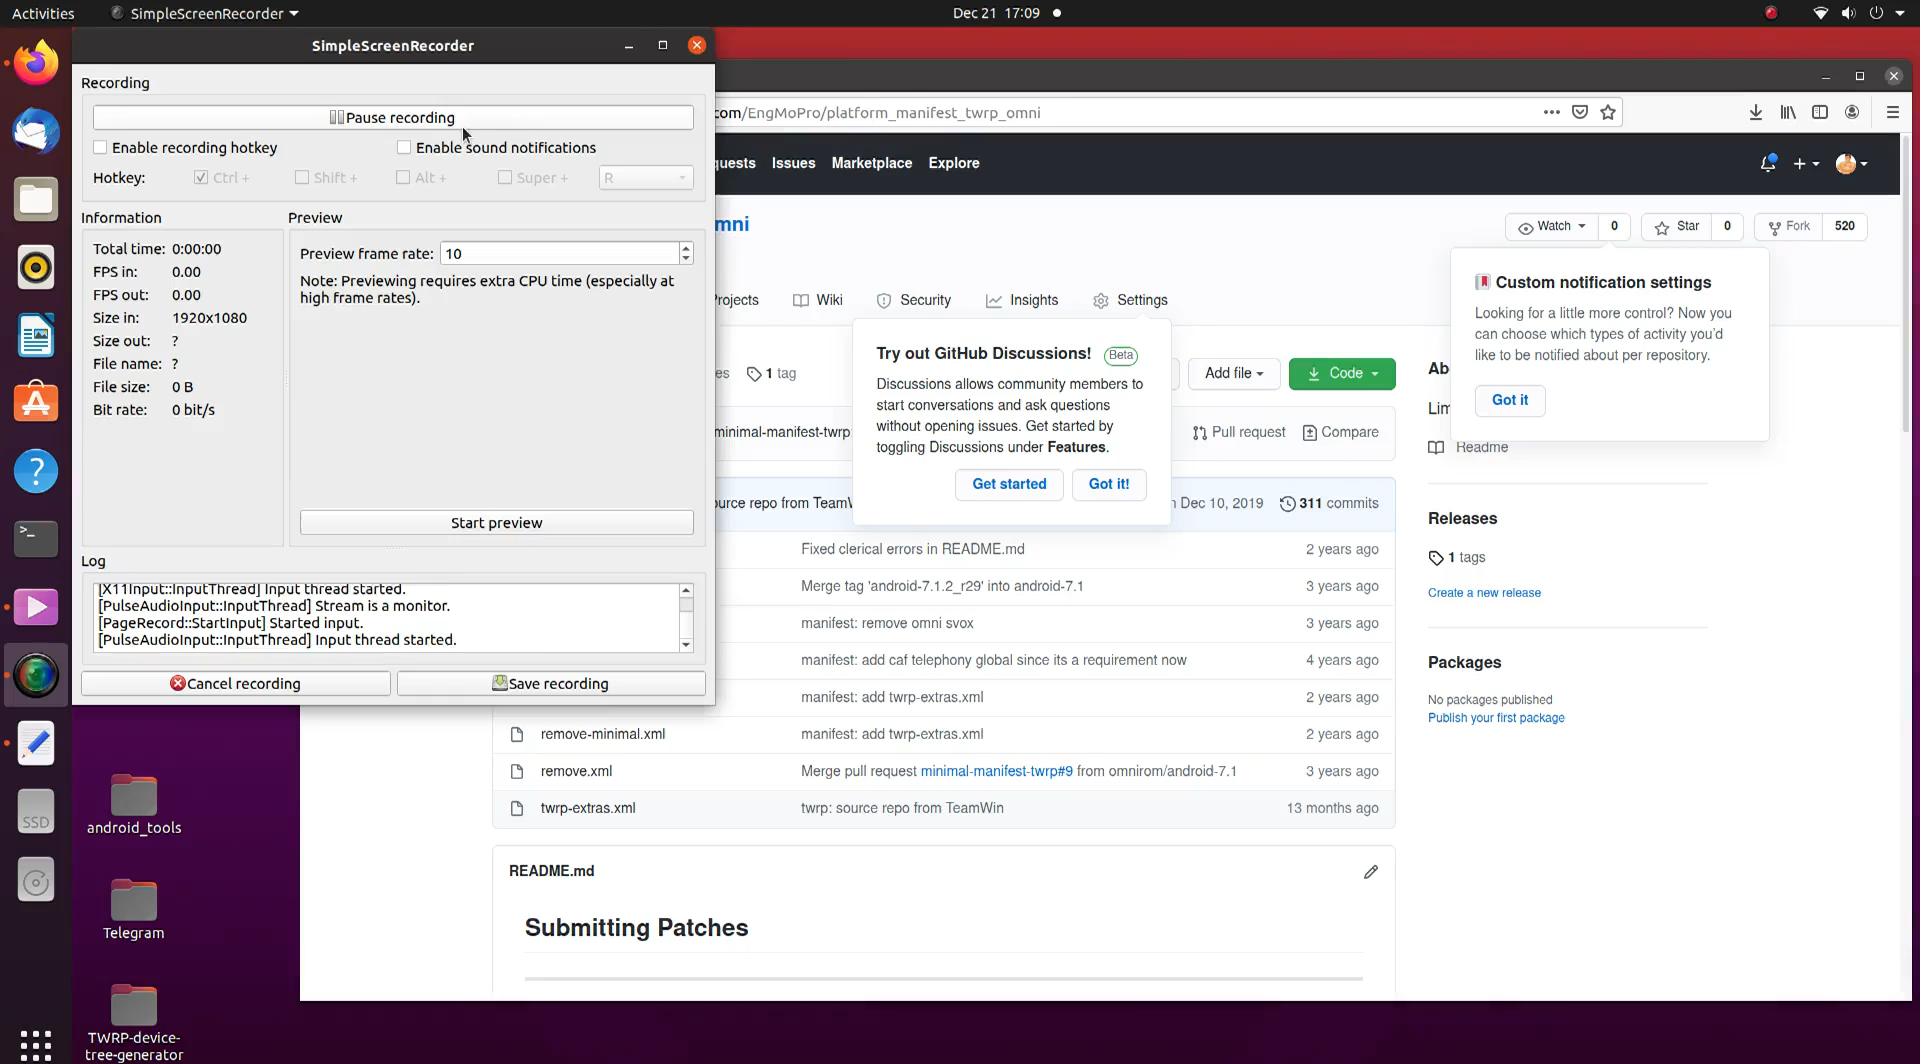 Activities
SimpleScreenRecorder
Dec 21 17:09
SimpleScreenRecorder
Recording
Pause recording
Enable recording hotkey
Enable sound notifications
Hotkey:
Ctrl +
Shift +
Alt +
Super +
R
Information
Total time: 0:00:00
FPS in: 0.00
FPS out: 0.00
Size in: 1920x1080
Size out: ?
File name: ?
File size: 0 B
Bit rate: 0 bit/s
Preview
Preview frame rate: 10
Note: Previewing requires extra CPU time (especially at
high frame rates).
Start preview
Log
[X11Input::InputThread] Input thread started.
[PulseAudioInput::InputThread] Stream is a monitor.
[PageRecord::StartInput] Started input.
[PulseAudioInput::InputThread] Input thread started.
Cancel recording
Save recording
com/EngMoPro/platform_manifest_twrp_omni
quests
Issues
Marketplace
Explore
mni
Watch
0
Star
0
Fork
520
Projects
Wiki
Security
Insights
Settings
Custom notification settings
Looking for a little more control? Now you
can choose which types of activity you'd
like to be notified about per repository.
Got it
Try out GitHub Discussions! Beta
Discussions allows community members to
start conversations and ask questions
without opening issues. Get started by
toggling Discussions under Features.
Get started
Got it!
es
1 tag
Add file
Code
minimal-manifest-twrp
Pull request
Compare
Ab
Lim
Readme
urce repo from TeamW
Dec 10, 2019
311 commits
Fixed clerical errors in README.md
2 years ago
Merge tag 'android-7.1.2_r29' into android-7.1
3 years ago
manifest: remove omni svox
3 years ago
manifest: add caf telephony global since its a requirement now
4 years ago
manifest: add twrp-extras.xml
2 years ago
remove-minimal.xml
manifest: add twrp-extras.xml
2 years ago
remove.xml
Merge pull request minimal-manifest-twrp#9 from omnirom/android-7.1
3 years ago
twrp-extras.xml
twrp: source repo from TeamWin
13 months ago
Releases
1 tags
Create a new release
Packages
No packages published
Publish your first package
README.md
Submitting Patches
SSD
android_tools
Telegram
TWRP-device-
tree-generator